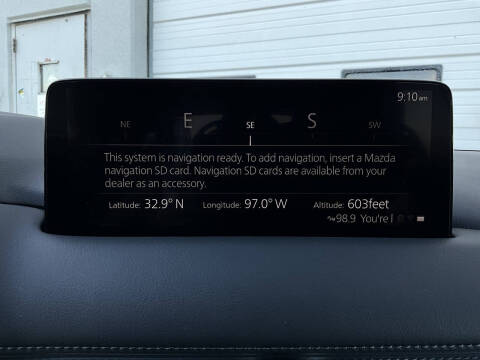 9:10 am
NE E SE S SW
This system is navigation ready. To add navigation, insert a Mazda
navigation SD card. Navigation SD cards are available from your
dealer as an accessory.
Latitude: 32.9° N Longitude: 97.0° W Altitude: 603feet
98.9 You're